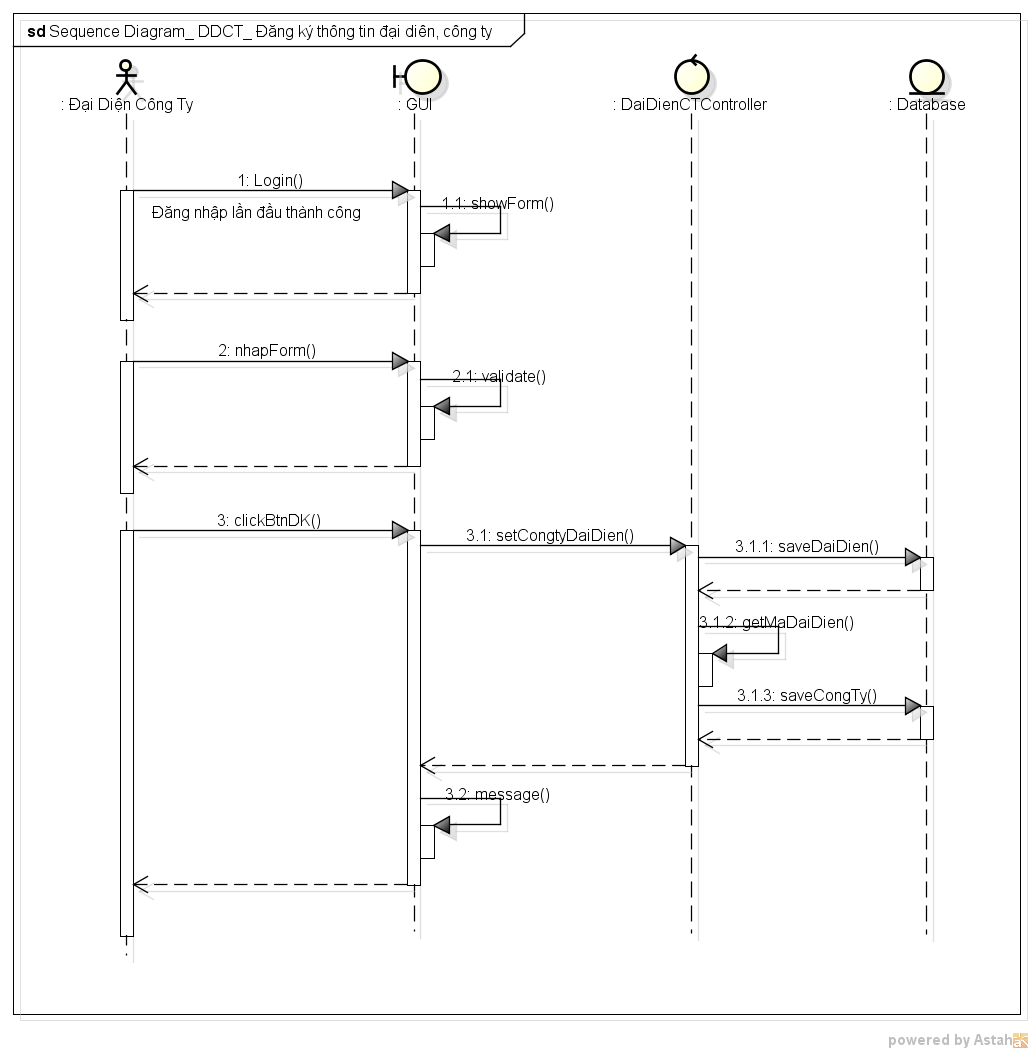 sd Sequence Diagram_ DDCT_ Đăng ký thông tin đại diên, công ty
: Đại Diện Công Ty
: GUI
: DaiDienCTController
: Database
1: Login()
1.1: showForm()
Đăng nhập lần đầu thành công
2: nhapForm()
2.1: validate()
3: clickBtnDK()
3.1: setCongtyDaiDien()
3.1.1: saveDaiDien()
3.1.2: getMaDaiDien()
3.1.3: saveCongTy()
3.2: message()
powered by Astah